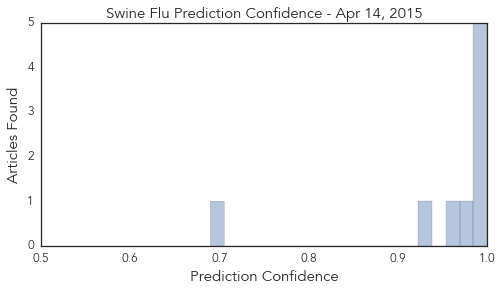 Swine Flu Prediction Confidence - Apr 14, 2015
Articles Found
5
4
3
2
1
0
0.5 0.6 0.7 0.8 0.9 1.0
Prediction Confidence